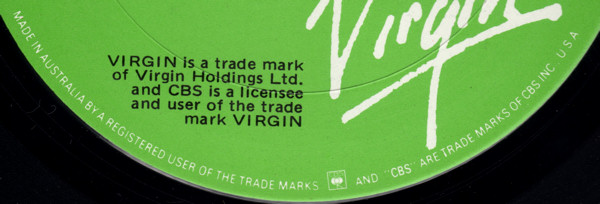 Virgin
VIRGIN is a trade mark
of Virgin Holdings Ltd.
and CBS is a licensee
and user of the trade
mark VIRGIN
MADE IN AUSTRALIA BY A REGISTERED USER OF THE TRADE MARKS AND "CBS" ARE TRADE MARKS OF CBS INC. U.S.A